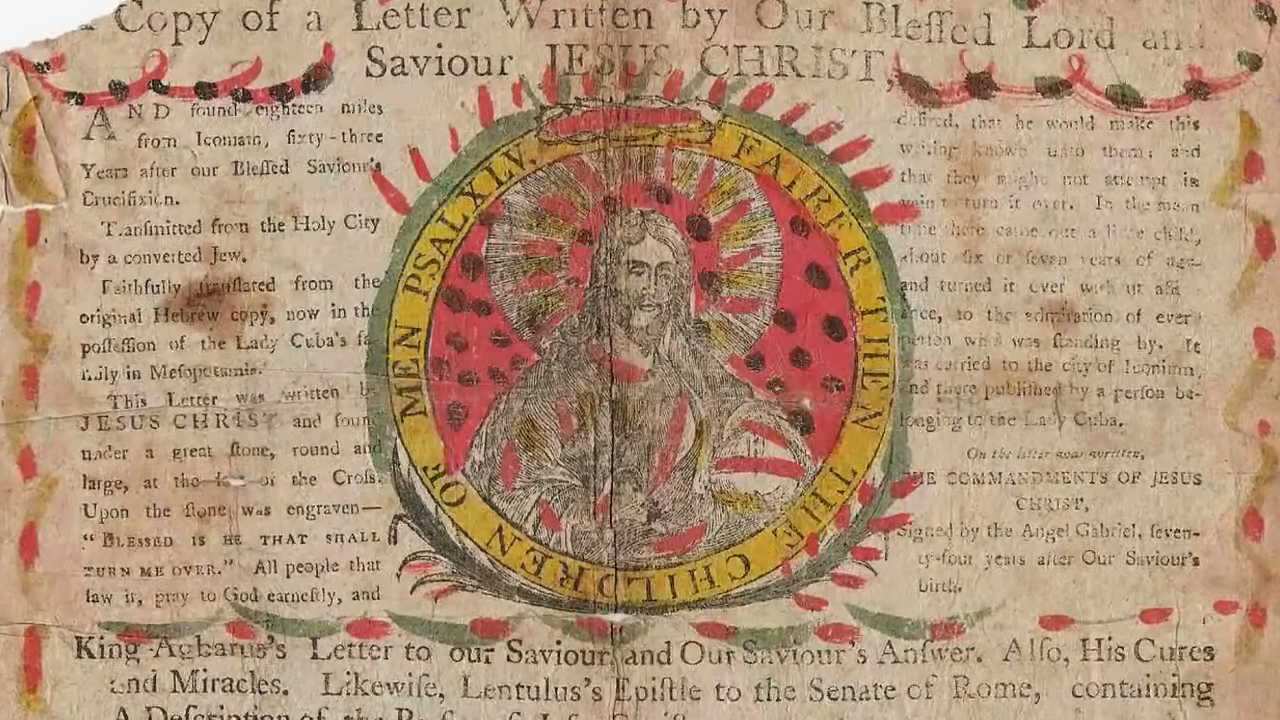 Copy of a Letter Written by Our Bleſſed Lord and
Saviour JESUS CHRIST,
AND found eighteen miles
from Iconiam, ſixty-three
Years after our Bleſſed Saviour's
Crucifixion.
Tranſmitted from the Holy City
by a converted Jew.
Faithfully tranſlated from the
original Hebrew copy, now in the
poſſeſſion of the Lady Cuba's fa-
mily in Meſopotamia.
This Letter was written by
JESUS CHRIST and found
under a great ſtone, round and
large, at the foot of the Croſs.
Upon the ſtone was engraven—
"BLESSED IS HE THAT SHALL
TURN ME OVER." All people that
ſaw it, pray to God earneſtly, and
FAIRER THEN THE CHILDREN OF MEN PSALXLV.
deſired, that he would make this
writing known unto them; and
that they might not attempt in
vain to turn it over. In the mean
time there came out a little child,
about ſix or ſeven years of age
and turned it over without aſſ-
ance, to the admiration of every
perſon who was ſtanding by. It
was carried to the city of Iconium,
and there publiſhed by a perſon be-
longing to the Lady Cuba.
On the letter was written,
THE COMMANDMENTS OF JESUS
CHRIST,
Signed by the Angel Gabriel, ſeven-
ty-four years after Our Saviour's
birth.
King Agbarus's Letter to our Saviour, and Our Saviour's Anſwer. Alſo, His Cures
and Miracles. Likewiſe, Lentulus's Epiſtle to the Senate of Rome, containing
A Deſcription of the